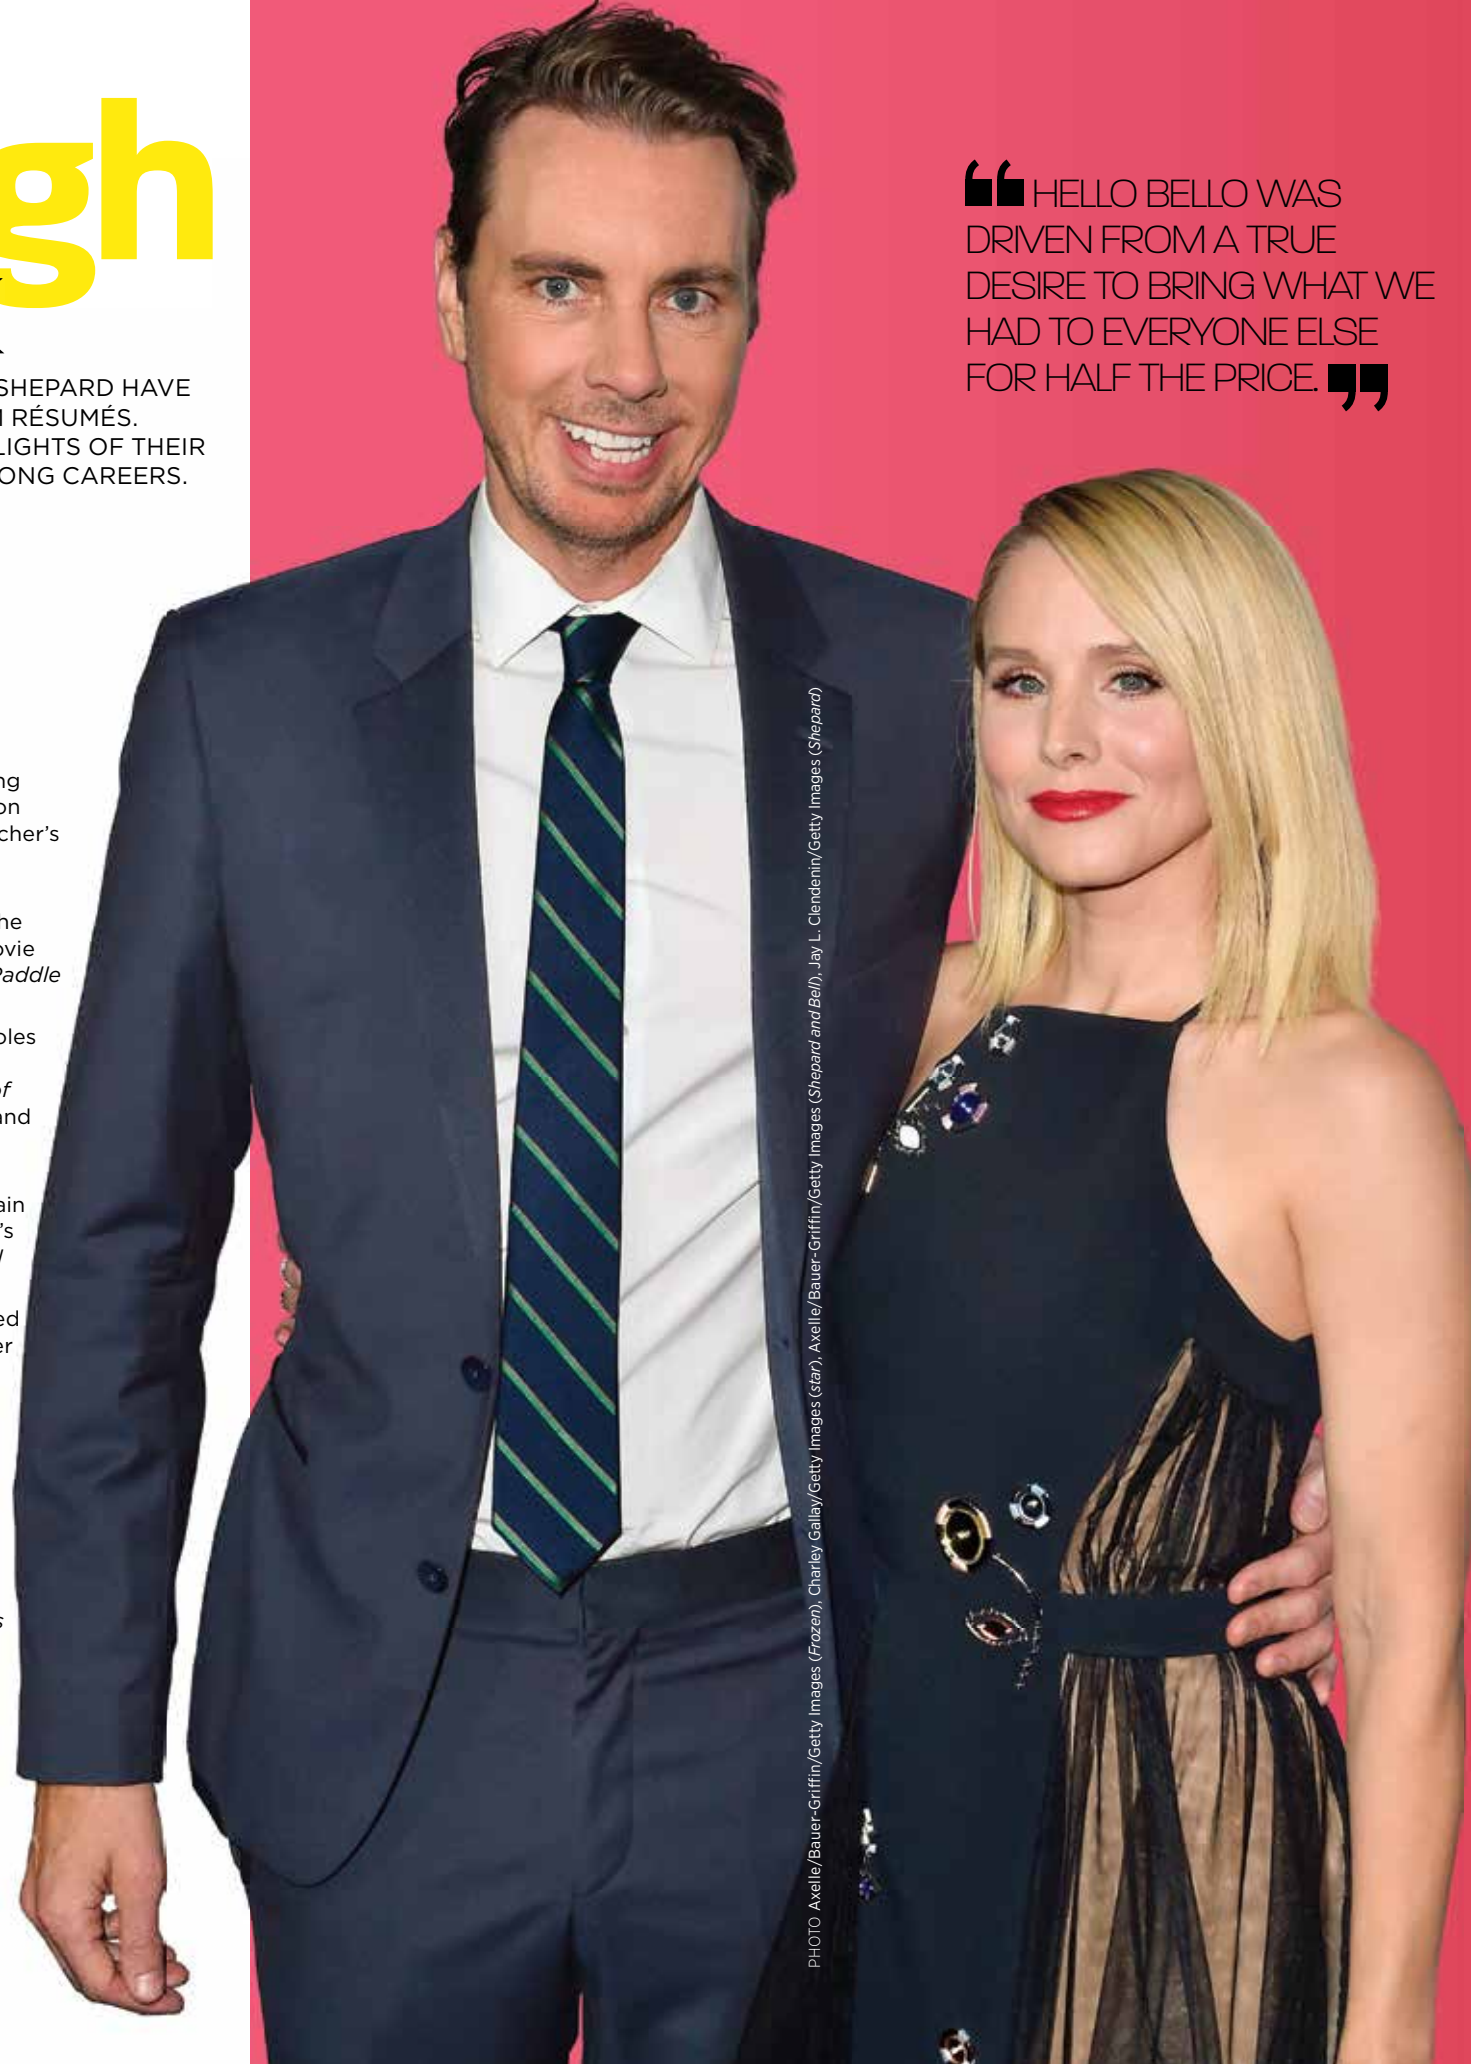 gh
SHEPARD HAVE
RÉSUMÉS.
LIGHTS OF THEIR
ONG CAREERS.
ng
on
cher's
he
ovie
Paddle
oles
of
and
ain
's
ed
er
s
“HELLO BELLO WAS
DRIVEN FROM A TRUE
DESIRE TO BRING WHAT WE
HAD TO EVERYONE ELSE
FOR HALF THE PRICE.”
PHOTO Axelle/Bauer-Griffin/Getty Images (Frozen), Charley Gallay/Getty Images (star), Axelle/Bauer-Griffin/Getty Images (Shepard and Bell), Jay L. Clendenin/Getty Images (Shepard)